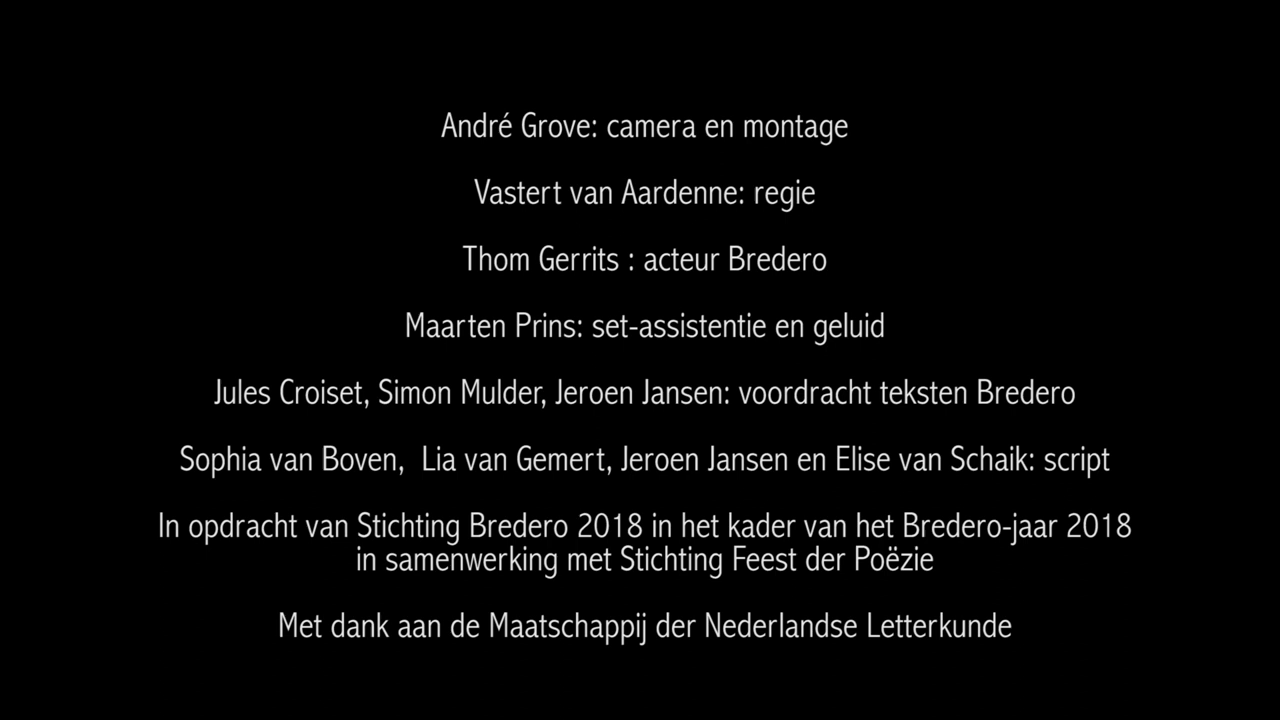 André Grove: camera en montage
Vastert van Aardenne: regie
Thom Gerrits : acteur Bredero
Maarten Prins: set-assistentie en geluid
Jules Croiset, Simon Mulder, Jeroen Jansen: voordracht teksten Bredero
Sophia van Boven,  Lia van Gemert, Jeroen Jansen en Elise van Schaik: script
In opdracht van Stichting Bredero 2018 in het kader van het Bredero-jaar 2018
in samenwerking met Stichting Feest der Poëzie
Met dank aan de Maatschappij der Nederlandse Letterkunde